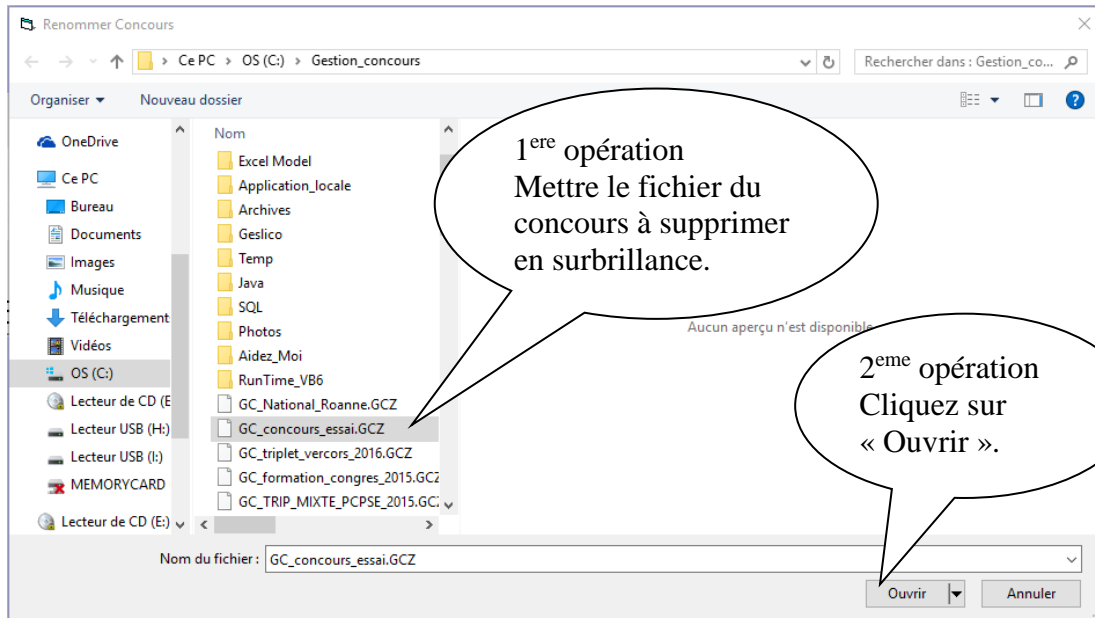 Renommer Concours
Ce PC > OS (C:) > Gestion_concours
Rechercher dans : Gestion_co...
Organiser
Nouveau dossier
OneDrive
Ce PC
Bureau
Documents
Images
Musique
Téléchargement
Vidéos
OS (C:)
Lecteur de CD (E
Lecteur USB (H:)
Lecteur USB (I:)
MEMORYCARD
Lecteur de CD (E:)
Nom
Excel Model
Application_locale
Archives
Geslico
Temp
Java
SQL
Photos
Aidez_Moi
RunTime_VB6
GC_National_Roanne.GCZ
GC_concours_essai.GCZ
GC_triplet_vercors_2016.GCZ
GC_formation_congres_2015.GCZ
GC_TRIP_MIXTE_PCPSE_2015.GC
1ere opération
Mettre le fichier du
concours à supprimer
en surbrillance.
Aucun aperçu n'est disponible
2eme opération
Cliquez sur
« Ouvrir ».
Nom du fichier : GC_concours_essai.GCZ
Ouvrir
Annuler